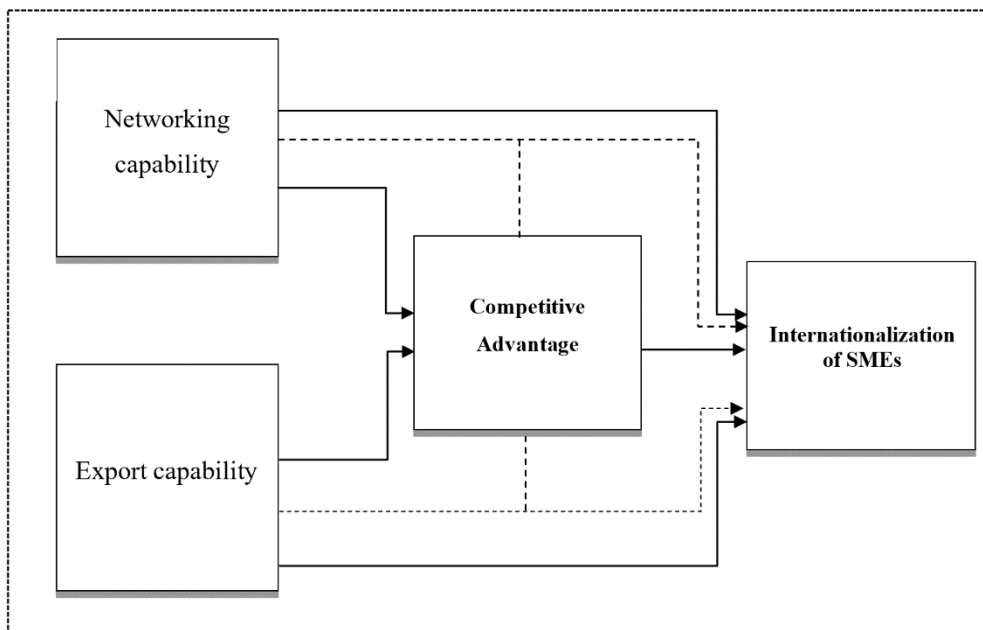 Networking
capability
Competitive
Advantage
Internationalization
of SMEs
Export capability